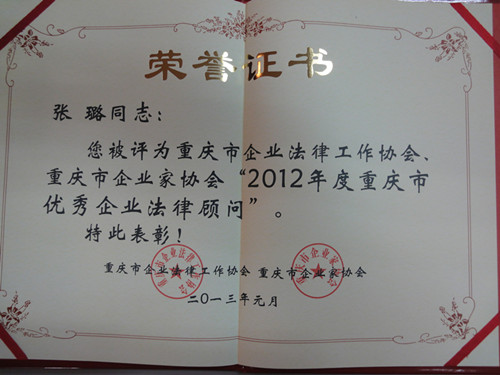 荣誉证书
张 璐同志：
您被评为重庆市企业法律工作协会、
重庆市企业家协会“2012年度重庆市
优秀企业法律顾问”。
特此表彰！
重庆市企业法律工作协会 重庆市企业家协会
二〇一三年元月